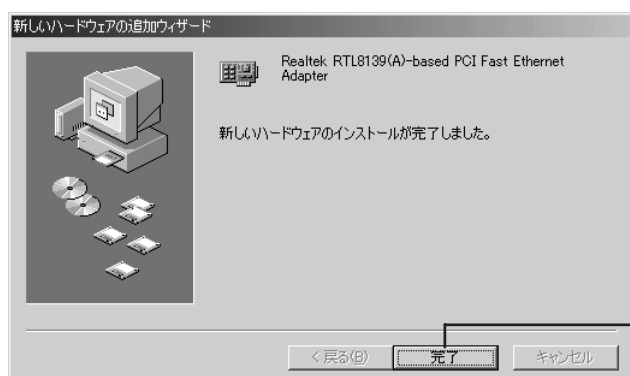 新しいハードウェアの追加ウィザード
Realtek RTL8139(A)-based PCI Fast Ethernet
Adapter
新しいハードウェアのインストールが完了しました。
< 戻る(B)
完了
キャンセル